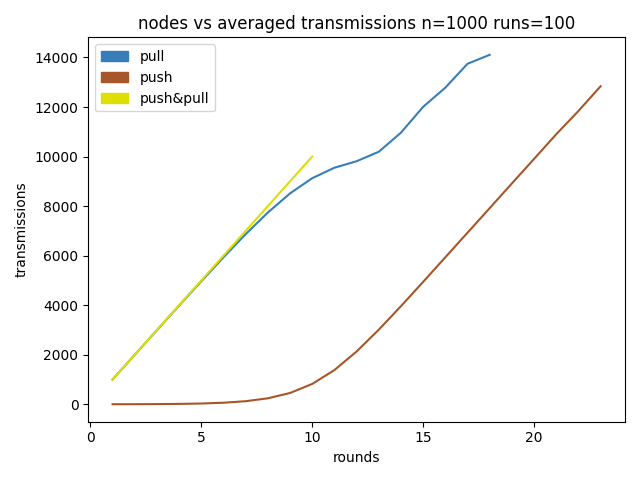 nodes vs averaged transmissions n=1000 runs=100
pull
push
push&pull
transmissions
14000
12000
10000
8000
6000
4000
2000
0
0 5 10 15 20
rounds